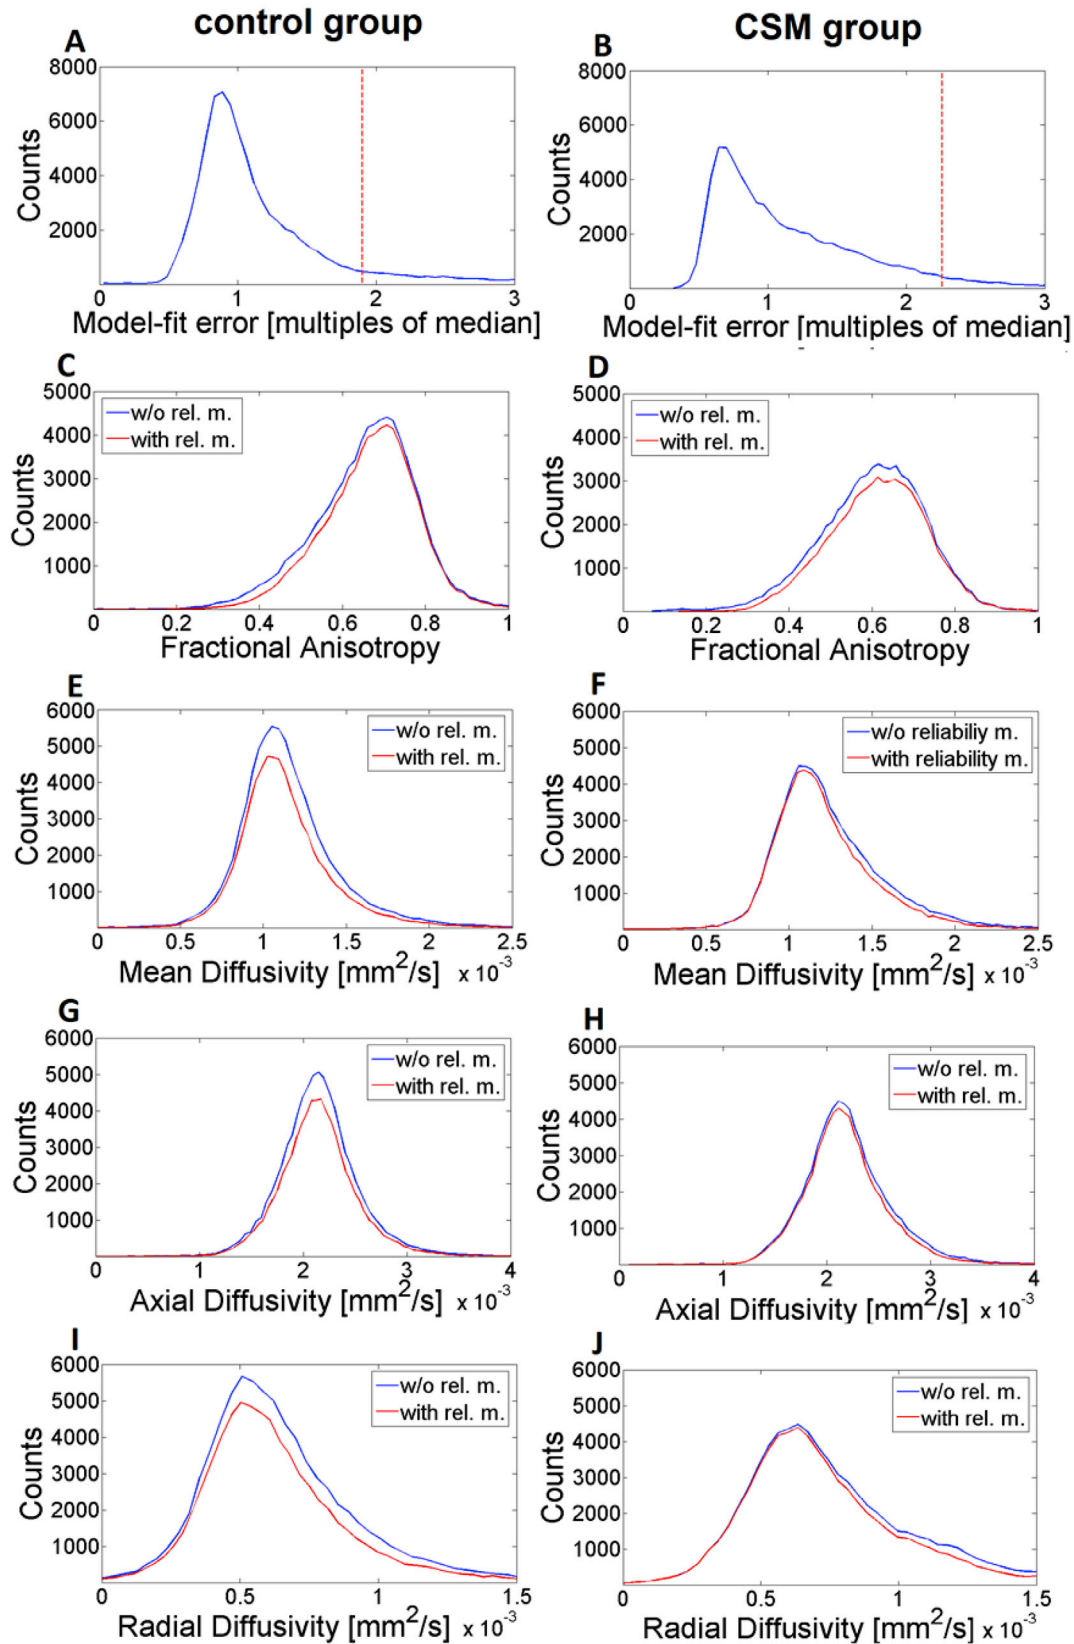 control group
CSM group
A
8000
6000
4000
2000
Counts
0
1
2
3
Model-fit error [multiples of median]
B
8000
6000
4000
2000
Counts
0
1
2
3
Model-fit error [multiples of median]
C
5000
4000
3000
2000
1000
Counts
w/o rel. m.
with rel. m.
0
0.2
0.4
0.6
0.8
1
Fractional Anisotropy
D
5000
4000
3000
2000
1000
Counts
w/o rel. m.
with rel. m.
0
0.2
0.4
0.6
0.8
1
Fractional Anisotropy
E
6000
5000
4000
3000
2000
1000
Counts
w/o rel. m.
with rel. m.
0
0.5
1
1.5
2
2.5
Mean Diffusivity [mm²/s] x 10⁻³
F
6000
5000
4000
3000
2000
1000
Counts
w/o reliabiliy m.
with reliability m.
0
0.5
1
1.5
2
2.5
Mean Diffusivity [mm²/s] x 10⁻³
G
6000
5000
4000
3000
2000
1000
Counts
w/o rel. m.
with rel. m.
0
1
2
3
4
Axial Diffusivity [mm²/s] x 10⁻³
H
6000
5000
4000
3000
2000
1000
Counts
w/o rel. m.
with rel. m.
0
1
2
3
4
Axial Diffusivity [mm²/s] x 10⁻³
I
6000
5000
4000
3000
2000
1000
Counts
w/o rel. m.
with rel. m.
0
0.5
1
1.5
Radial Diffusivity [mm²/s] x 10⁻³
J
6000
5000
4000
3000
2000
1000
Counts
w/o rel. m.
with rel. m.
0
0.5
1
1.5
Radial Diffusivity [mm²/s] x 10⁻³